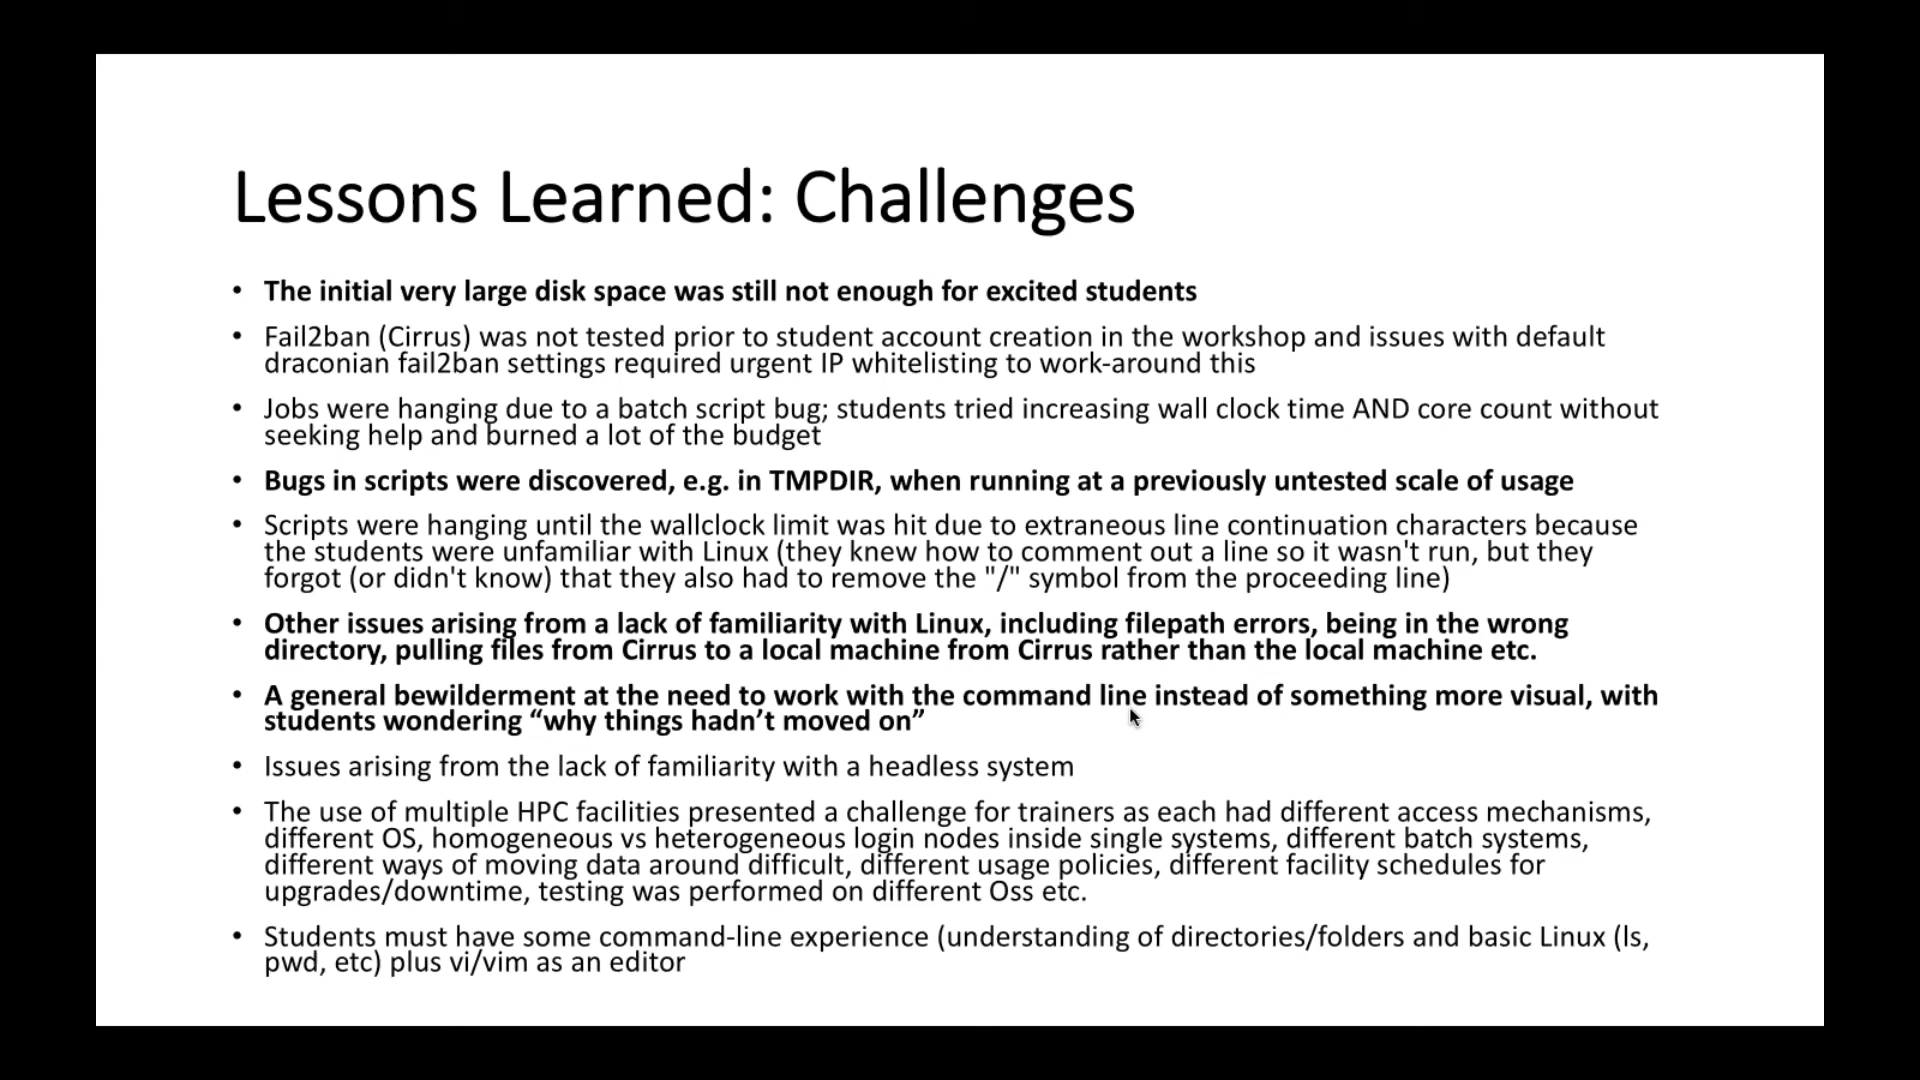 Lessons Learned: Challenges
• The initial very large disk space was still not enough for excited students
• Fail2ban (Cirrus) was not tested prior to student account creation in the workshop and issues with default
draconian fail2ban settings required urgent IP whitelisting to work-around this
• Jobs were hanging due to a batch script bug; students tried increasing wall clock time AND core count without
seeking help and burned a lot of the budget
• Bugs in scripts were discovered, e.g. in TMPDIR, when running at a previously untested scale of usage
• Scripts were hanging until the wallclock limit was hit due to extraneous line continuation characters because
the students were unfamiliar with Linux (they knew how to comment out a line so it wasn't run, but they
forgot (or didn't know) that they also had to remove the "/" symbol from the proceeding line)
• Other issues arising from a lack of familiarity with Linux, including filepath errors, being in the wrong
directory, pulling files from Cirrus to a local machine from Cirrus rather than the local machine etc.
• A general bewilderment at the need to work with the command line instead of something more visual, with
students wondering “why things hadn’t moved on”
• Issues arising from the lack of familiarity with a headless system
• The use of multiple HPC facilities presented a challenge for trainers as each had different access mechanisms,
different OS, homogeneous vs heterogeneous login nodes inside single systems, different batch systems,
different ways of moving data around difficult, different usage policies, different facility schedules for
upgrades/downtime, testing was performed on different Oss etc.
• Students must have some command-line experience (understanding of directories/folders and basic Linux (ls,
pwd, etc) plus vi/vim as an editor